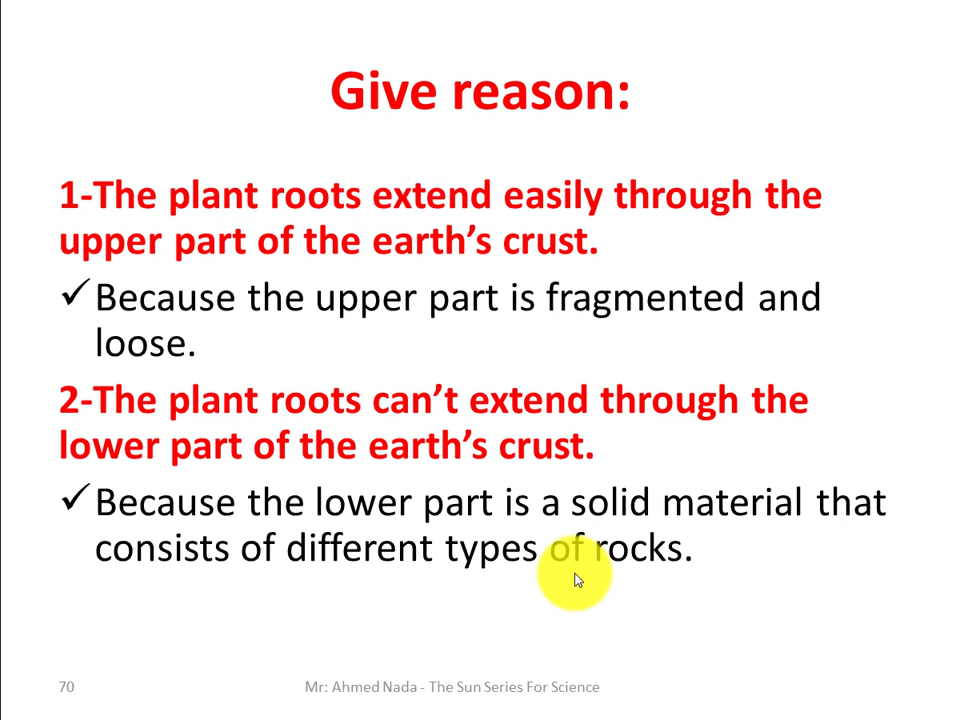 Give reason:
1-The plant roots extend easily through the
upper part of the earth’s crust.
✓Because the upper part is fragmented and
loose.
2-The plant roots can’t extend through the
lower part of the earth’s crust.
✓Because the lower part is a solid material that
consists of different types of rocks.
70
Mr: Ahmed Nada - The Sun Series For Science